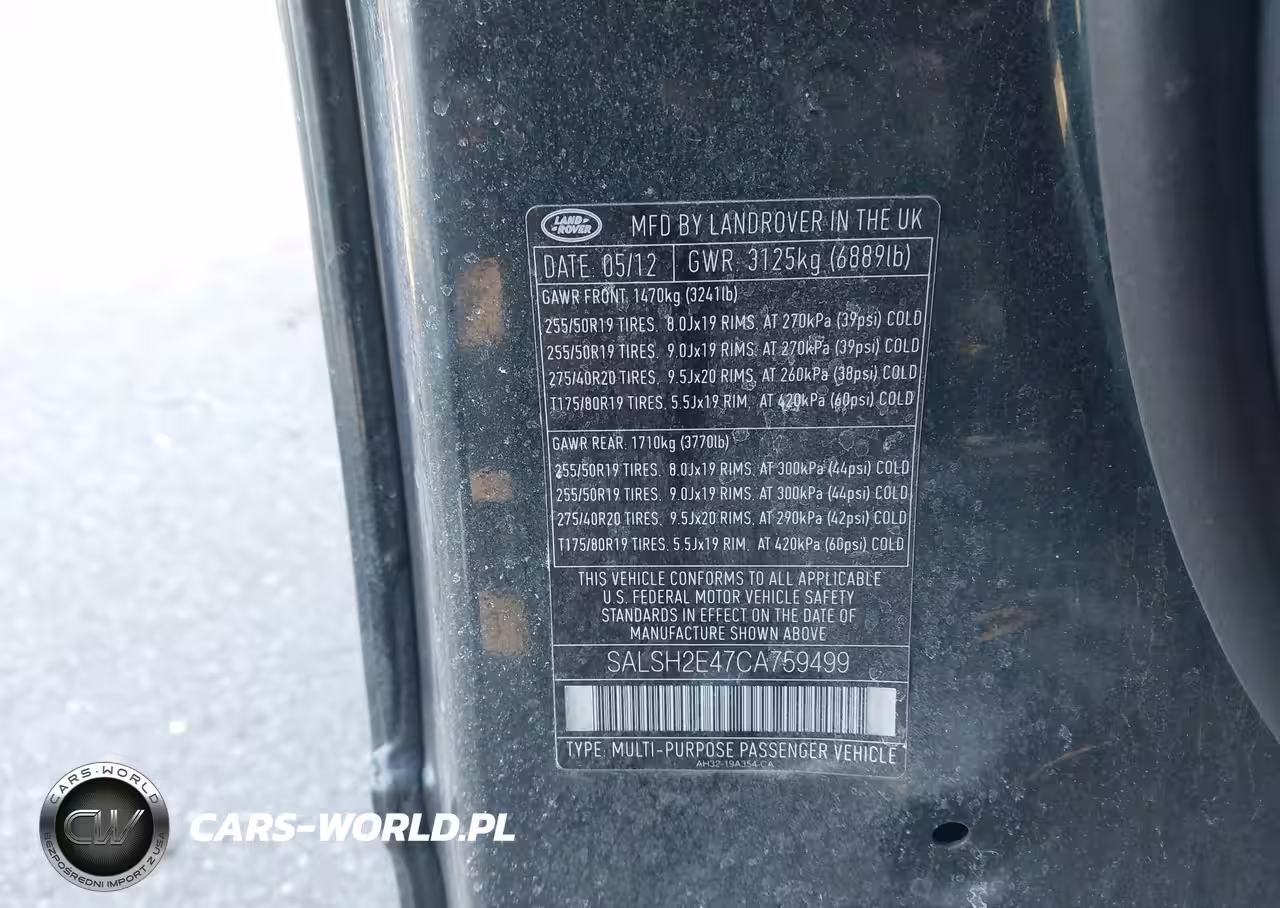 LAND ROVER
MFD BY LANDROVER IN THE UK
DATE: 05/12 GWR: 3125kg (6889lb)
GAWR FRONT. 1470kg (3241lb)
255/50R19 TIRES, 8.0Jx19 RIMS, AT 270kPa (39psi) COLD
255/50R19 TIRES, 9.0Jx19 RIMS, AT 270kPa (39psi) COLD
275/40R20 TIRES, 9.5Jx20 RIMS, AT 260kPa (38psi) COLD
T175/80R19 TIRES, 5.5Jx19 RIM, AT 420kPa (60psi) COLD
GAWR REAR. 1710kg (3770lb)
255/50R19 TIRES, 8.0Jx19 RIMS, AT 300kPa (44psi) COLD
255/50R19 TIRES, 9.0Jx19 RIMS, AT 300kPa (44psi) COLD
275/40R20 TIRES, 9.5Jx20 RIMS, AT 290kPa (42psi) COLD
T175/80R19 TIRES, 5.5Jx19 RIM, AT 420kPa (60psi) COLD
THIS VEHICLE CONFORMS TO ALL APPLICABLE
U.S. FEDERAL MOTOR VEHICLE SAFETY
STANDARDS IN EFFECT ON THE DATE OF
MANUFACTURE SHOWN ABOVE
SALSH2E47CA759499
TYPE. MULTI-PURPOSE PASSENGER VEHICLE
AH32-19A354-CA
CARS-WORLD
CW
BEZPOŚREDNI IMPORT Z USA
CARS-WORLD.PL